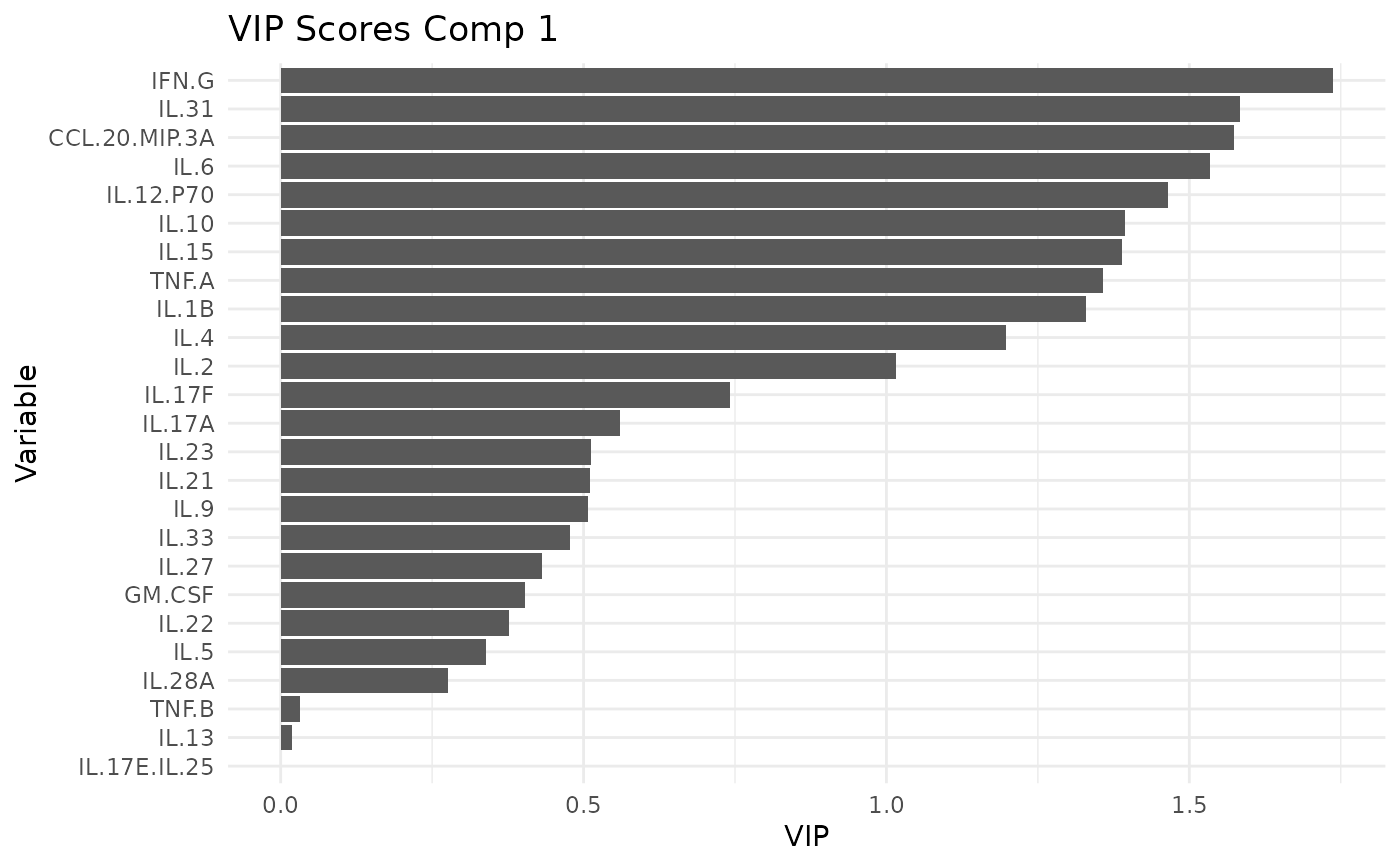 VIP Scores Comp 1
IFN.G
IL.31
CCL.20.MIP.3A
IL.6
IL.12.P70
IL.10
IL.15
TNF.A
IL.1B
IL.4
IL.2
IL.17F
IL.17A
IL.23
IL.21
IL.9
IL.33
IL.27
GM.CSF
IL.22
IL.5
IL.28A
TNF.B
IL.13
IL.17E.IL.25
Variable
0.0 0.5 1.0 1.5
VIP